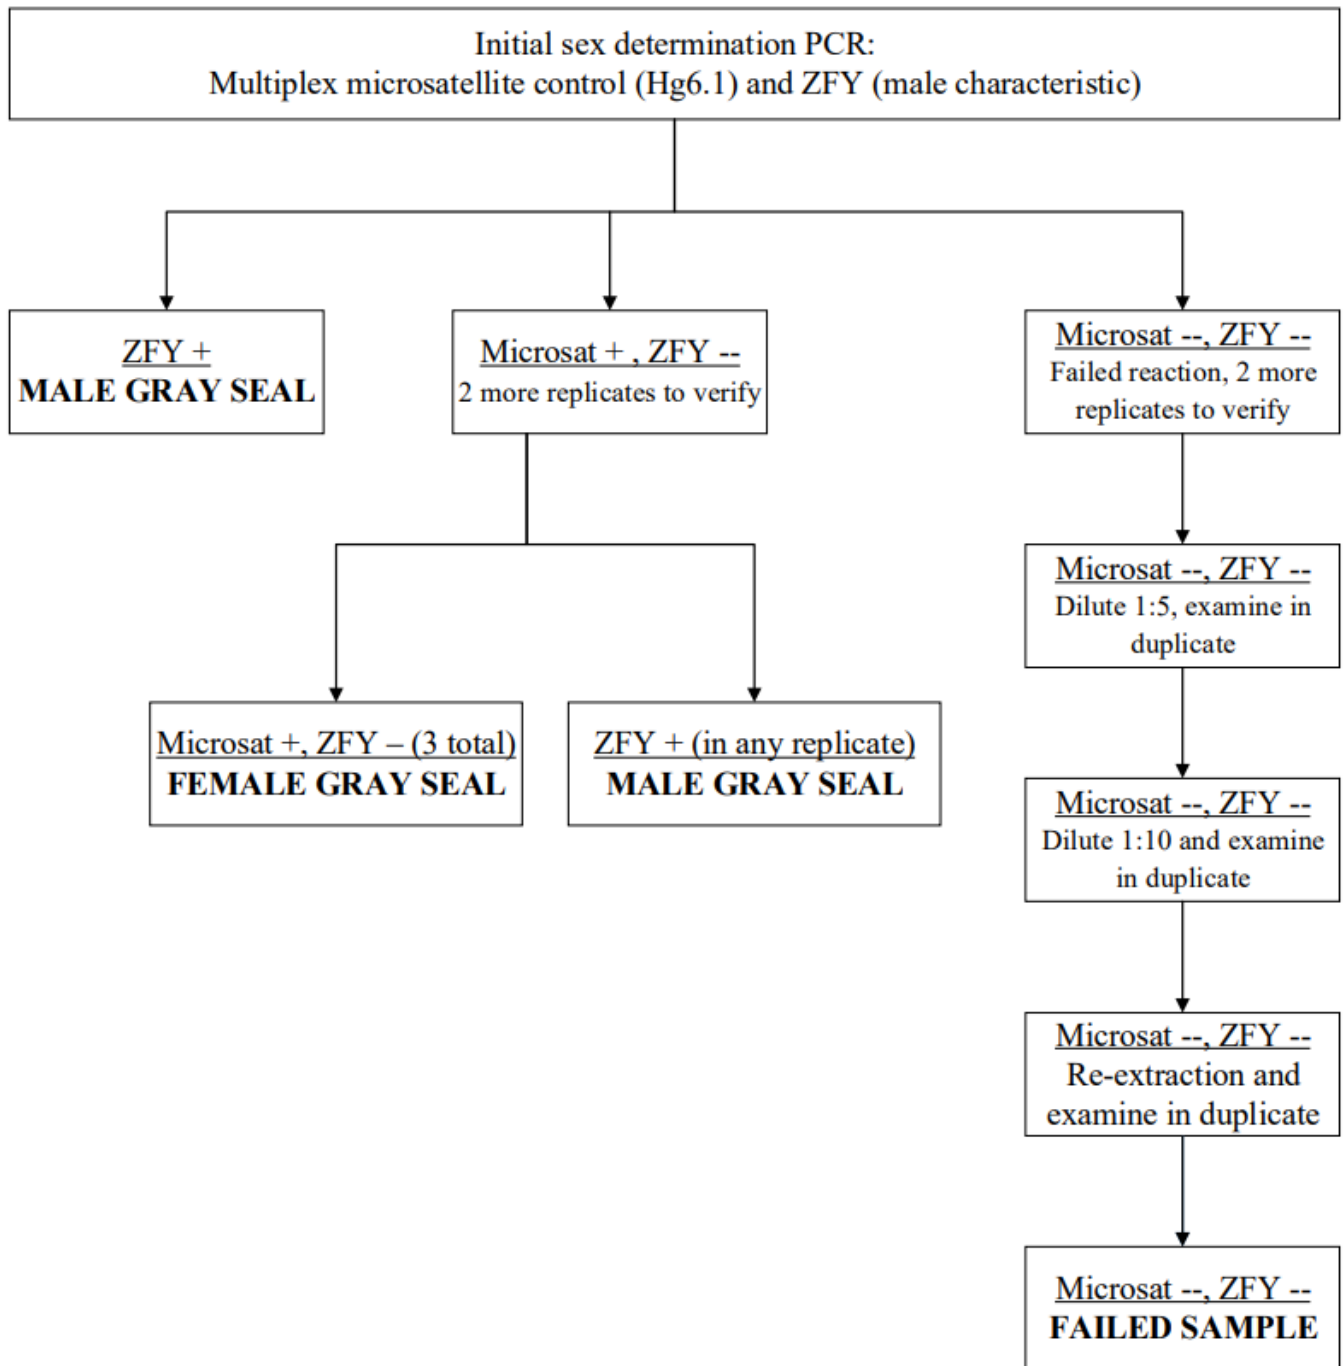 Initial sex determination PCR:
Multiplex microsatellite control (Hg6.1) and ZFY (male characteristic)
ZFY +
MALE GRAY SEAL
Microsat + , ZFY --
2 more replicates to verify
Microsat --, ZFY --
Failed reaction, 2 more
replicates to verify
Microsat --, ZFY --
Dilute 1:5, examine in
duplicate
Microsat +, ZFY – (3 total)
FEMALE GRAY SEAL
ZFY + (in any replicate)
MALE GRAY SEAL
Microsat --, ZFY --
Dilute 1:10 and examine
in duplicate
Microsat --, ZFY --
Re-extraction and
examine in duplicate
Microsat --, ZFY --
FAILED SAMPLE